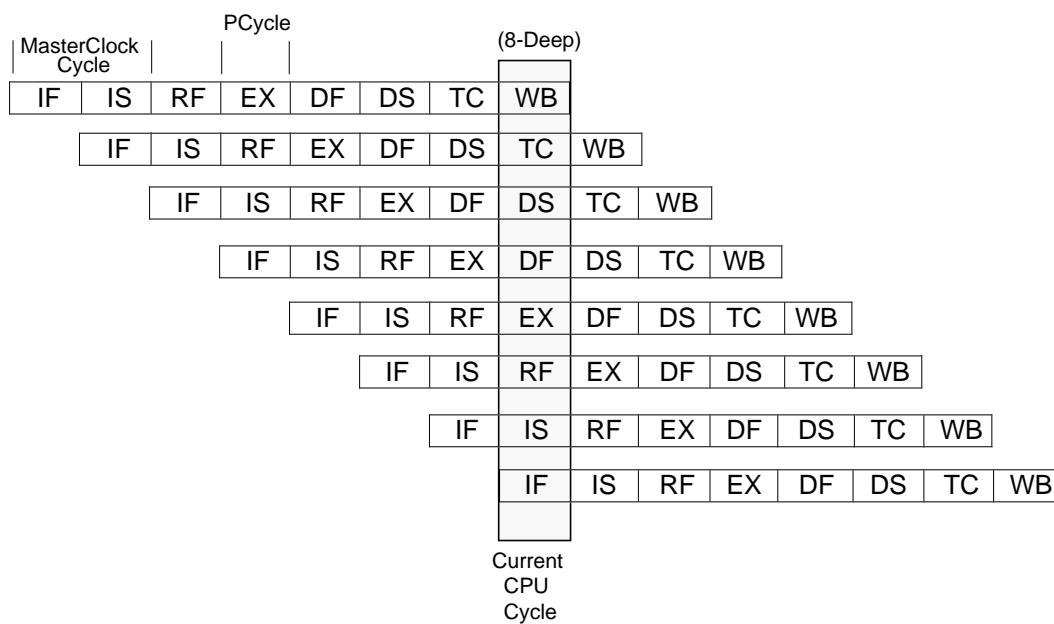 PCycle
MasterClock
Cycle
(8-Deep)
IF IS RF EX DF DS TC WB
IF IS RF EX DF DS TC WB
IF IS RF EX DF DS TC WB
IF IS RF EX DF DS TC WB
IF IS RF EX DF DS TC WB
IF IS RF EX DF DS TC WB
IF IS RF EX DF DS TC WB
IF IS RF EX DF DS TC WB
Current
CPU
Cycle